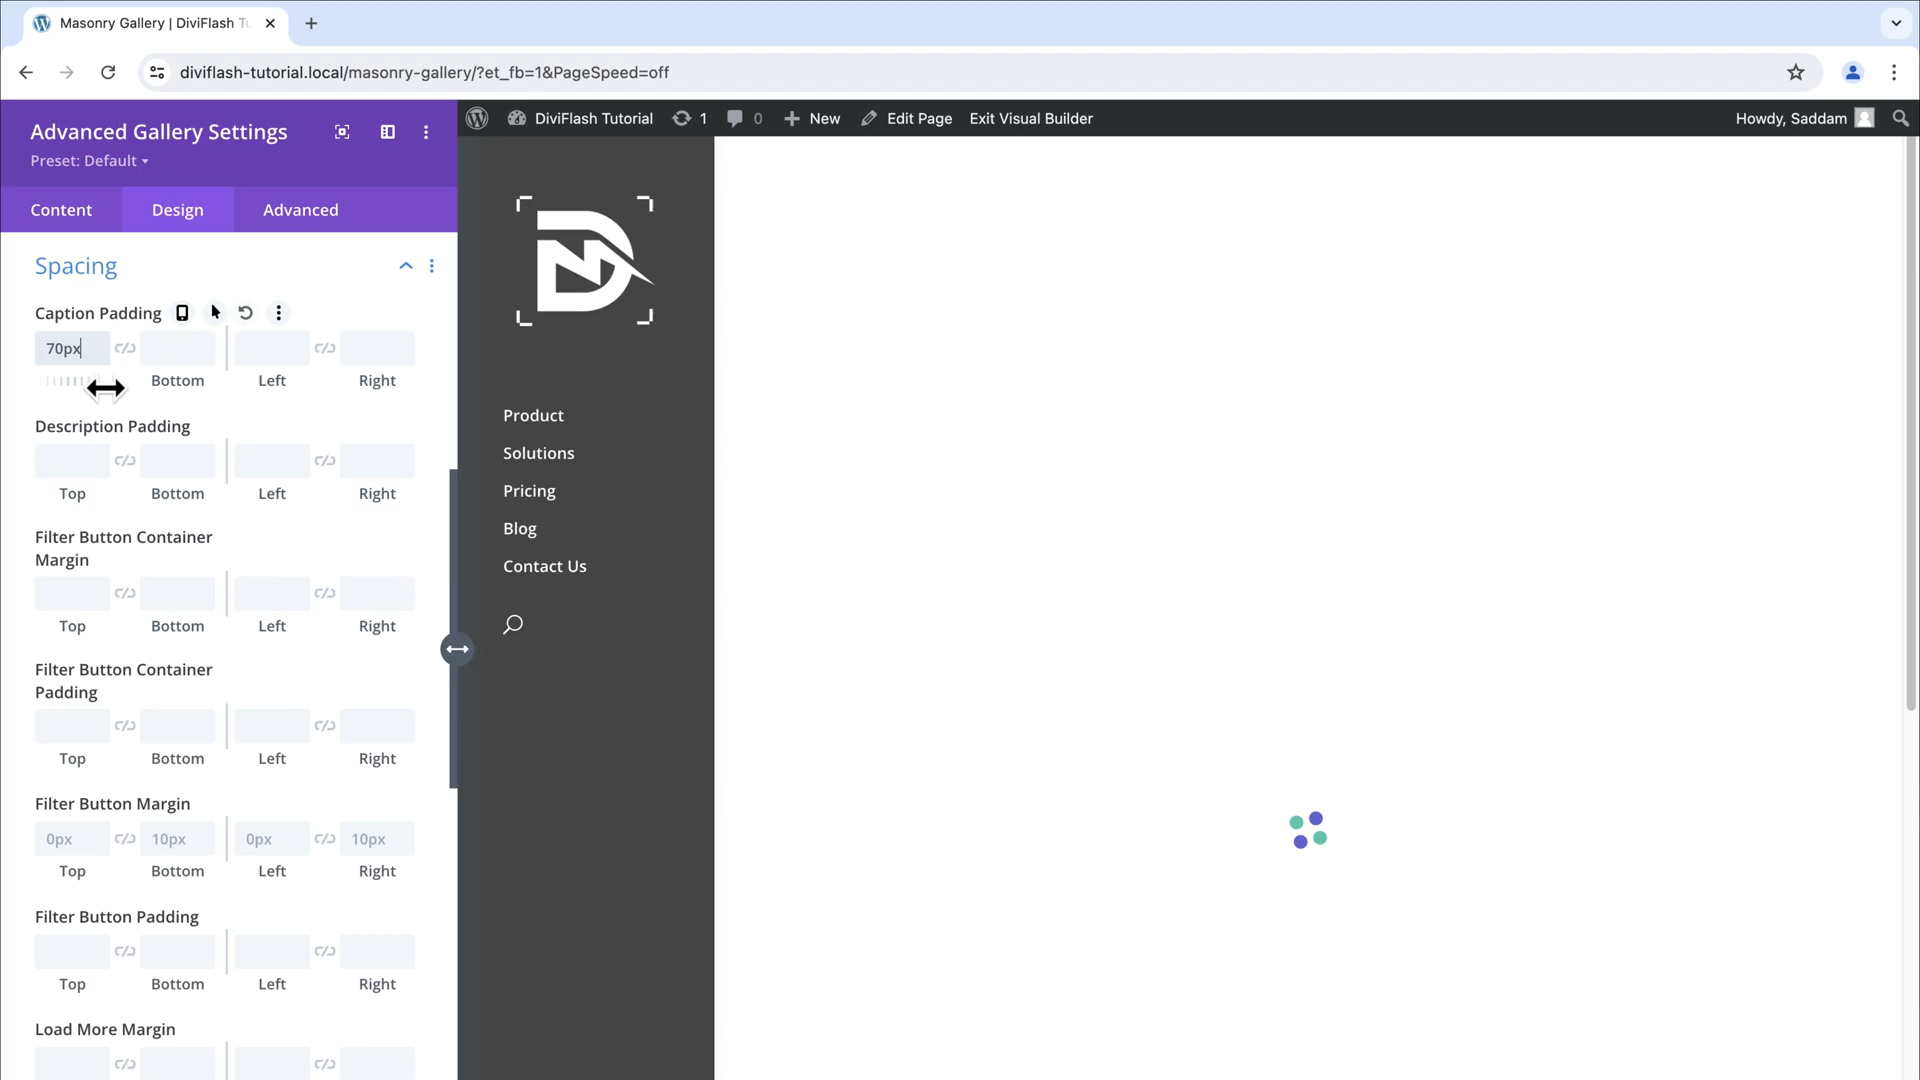 Masonry Gallery | DiviFlash Tu
diviflash-tutorial.local/masonry-gallery/?et_fb=1&PageSpeed=off
Advanced Gallery Settings
Preset: Default
DiviFlash Tutorial 1 0 New Edit Page Exit Visual Builder Howdy, Saddam
Content Design Advanced
Spacing
Caption Padding
70px
Bottom Left Right
Description Padding
Top Bottom Left Right
Filter Button Container
Margin
Top Bottom Left Right
Filter Button Container
Padding
Top Bottom Left Right
Filter Button Margin
0px 10px 0px 10px
Top Bottom Left Right
Filter Button Padding
Top Bottom Left Right
Load More Margin
Product
Solutions
Pricing
Blog
Contact Us